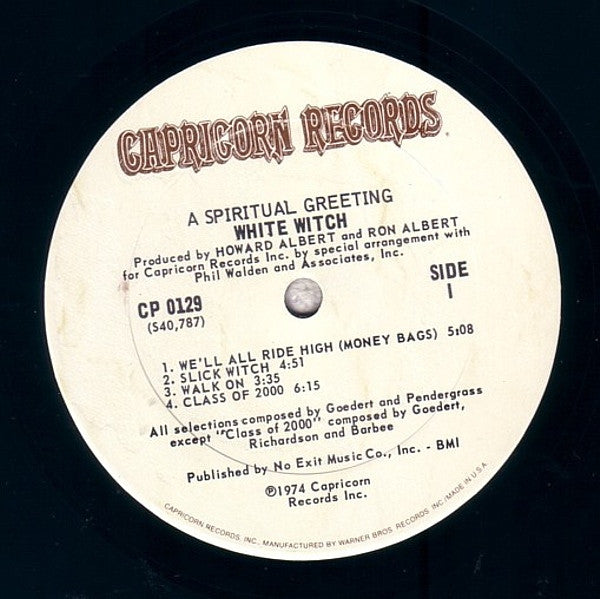 CAPRICORN RECORDS
A SPIRITUAL GREETING
WHITE WITCH
Produced by HOWARD ALBERT and RON ALBERT
for Capricorn Records Inc. by special arrangement with
Phil Walden and Associates, Inc.
SIDE
1
CP 0129
(S40,787)
1. WE'LL ALL RIDE HIGH (MONEY BAGS) 5:08
2. SLICK WITCH 4:51
3. WALK ON 3:35
4. CLASS OF 2000 6:15
All selections composed by Goedert and Pendergrass
except "Class of 2000" composed by Goedert,
Richardson and Barbee
Published by No Exit Music Co., Inc. - BMI
℗1974 Capricorn
Records Inc.
CAPRICORN RECORDS, INC., MANUFACTURED BY WARNER BROS. RECORDS, INC./MADE IN U.S.A.